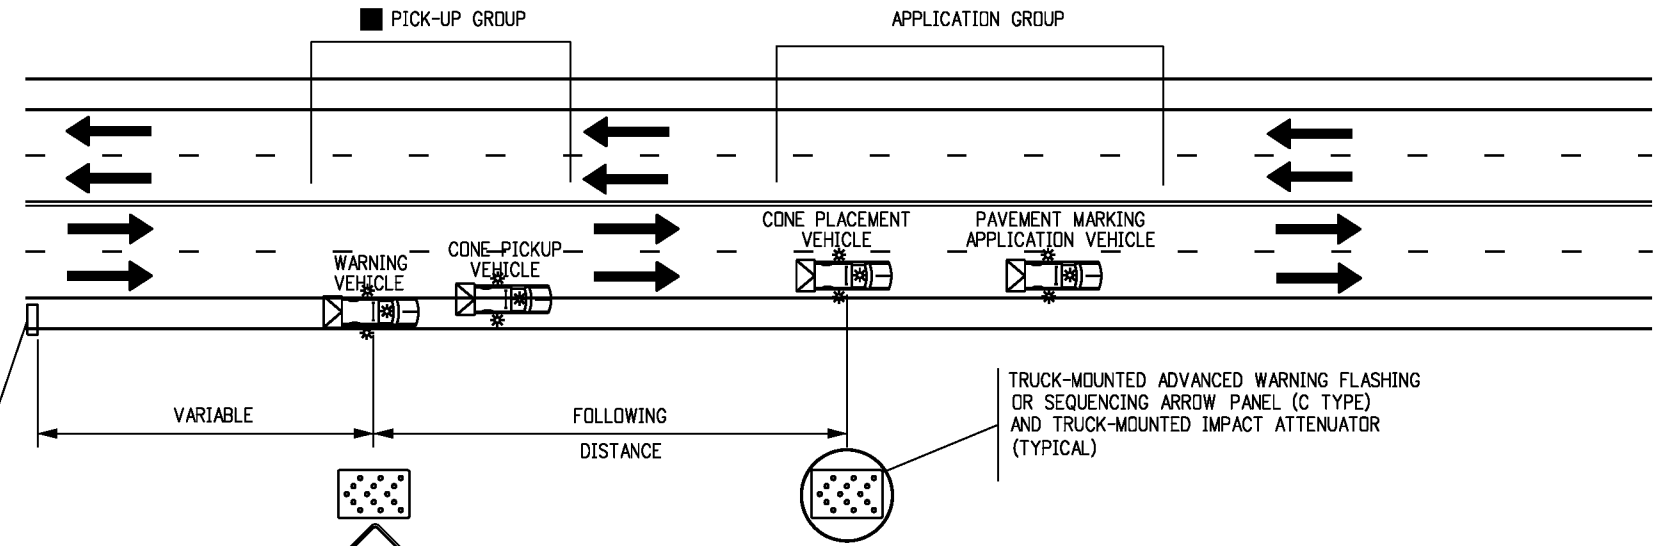 PICK-UP GROUP
APPLICATION GROUP
CONE PLACEMENT
VEHICLE
PAVEMENT MARKING
APPLICATION VEHICLE
CONE PICKUP
VEHICLE
WARNING
VEHICLE
TRUCK-MOUNTED ADVANCED WARNING FLASHING
OR SEQUENCING ARROW PANEL (C TYPE)
AND TRUCK-MOUNTED IMPACT ATTENUATOR
(TYPICAL)
VARIABLE
FOLLOWING
DISTANCE